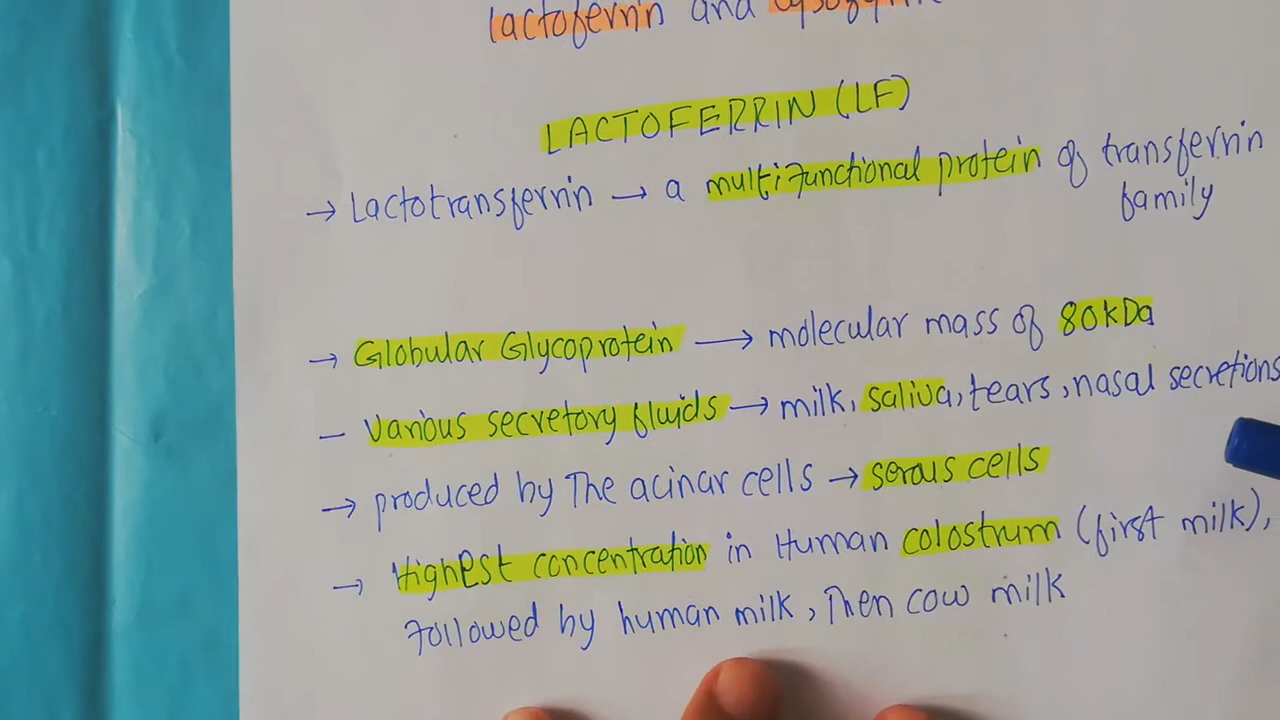 lactoferrin and
LACTOFERRIN (LF)
→ Lactotransferrin → a multifunctional protein of transferrin
family
→ Globular Glycoprotein → molecular mass of 80kDa
– Various secretory fluids → milk, saliva, tears, nasal secretions
→ produced by The acinar cells → serous cells
→ Highest concentration in Human colostrum (first milk),
Followed by human milk, Then cow milk